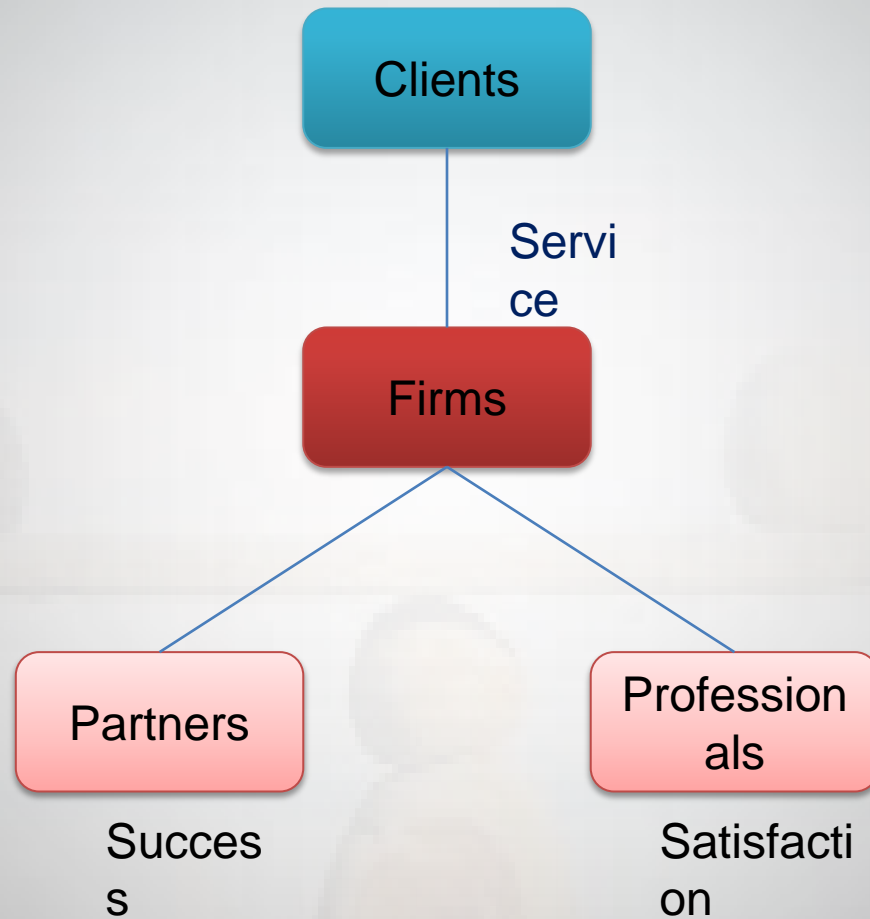 Clients
Servi
ce
Firms
Partners
Profession
als
Succes
s
Satisfacti
on